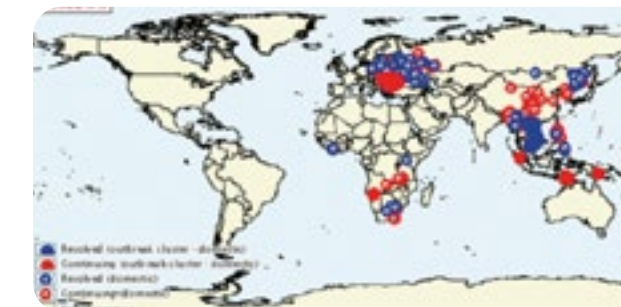 Resolved (outbreak cluster - domestic)
Continuing (outbreak cluster - domestic)
Resolved (domestic)
Continuing (domestic)